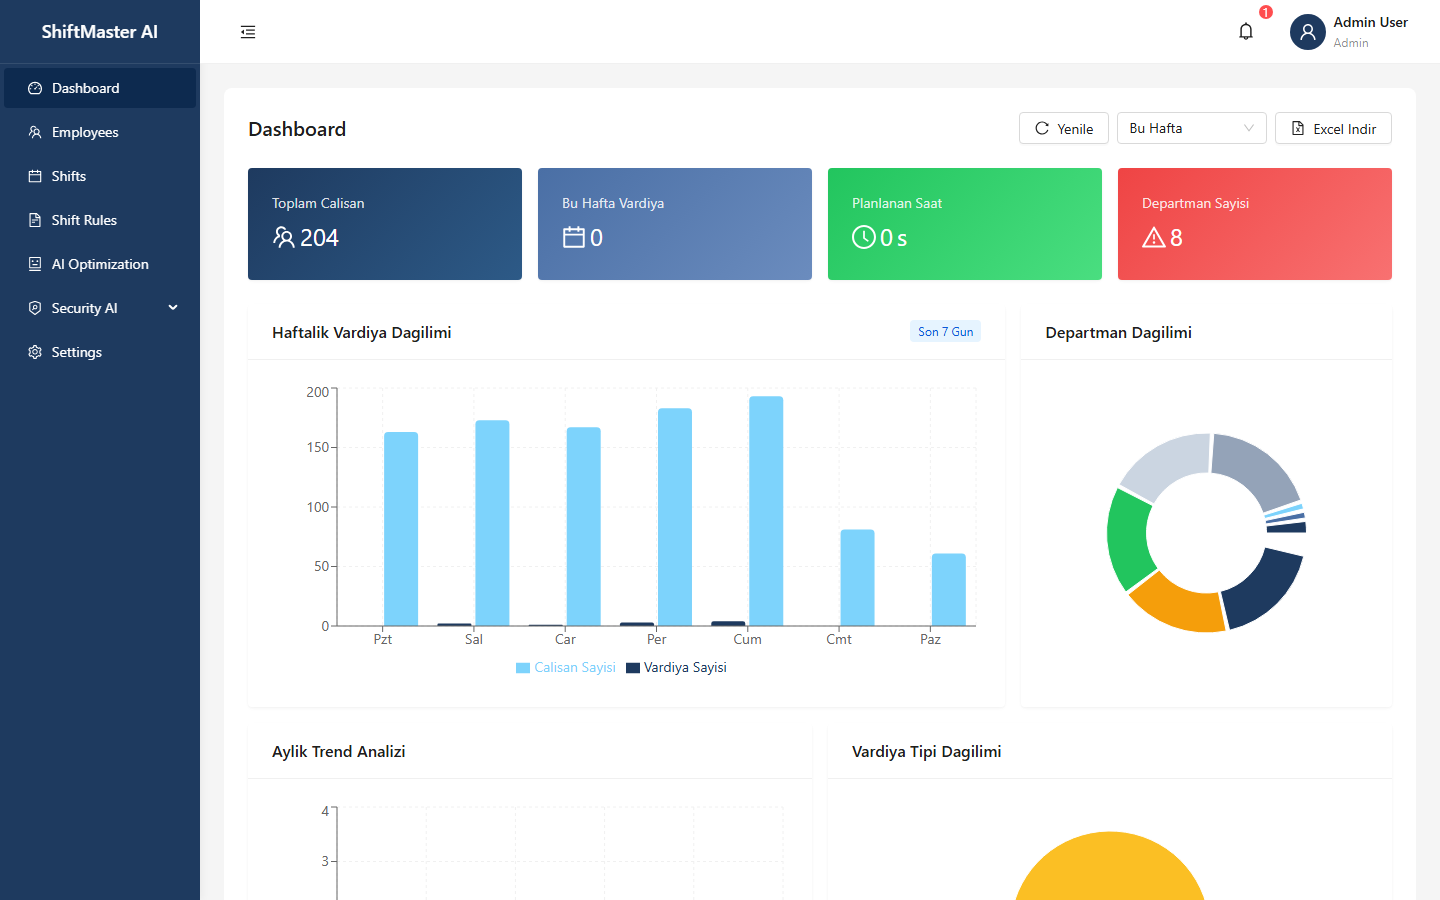 ShiftMaster AI
Dashboard
Employees
Shifts
Shift Rules
AI Optimization
Security AI
Settings
1
Admin User
Admin
Dashboard
Yenile
Bu Hafta
Excel Indir
Toplam Calisan
204
Bu Hafta Vardiya
0
Planlanan Saat
0 s
Departman Sayisi
8
Haftalik Vardiya Dagilimi
Son 7 Gun
200
150
100
50
0
Pzt Sal Car Per Cum Cmt Paz
Calisan Sayisi Vardiya Sayisi
Departman Dagilimi
Aylik Trend Analizi
4
3
Vardiya Tipi Dagilimi